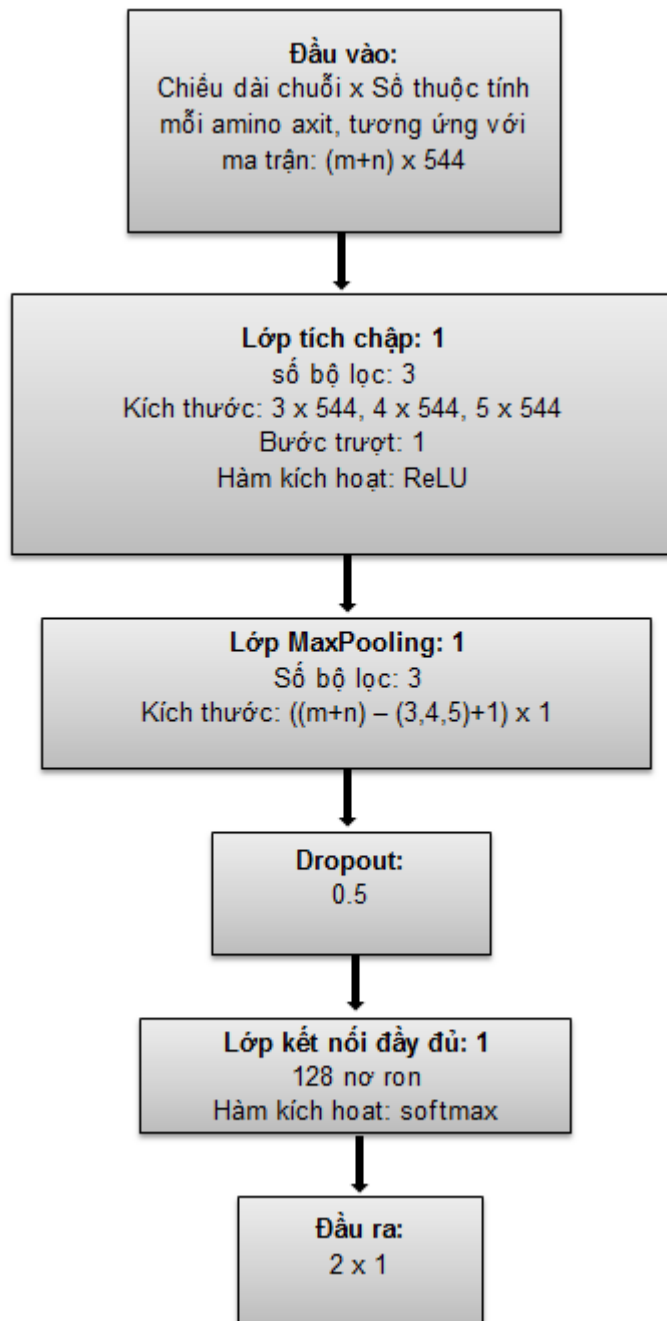 Đầu vào:
Chiều dài chuỗi x Số thuộc tính
mỗi amino axit, tương ứng với
ma trận: (m+n) x 544
Lớp tích chập: 1
số bộ lọc: 3
Kích thước: 3 x 544, 4 x 544, 5 x 544
Bước trượt: 1
Hàm kích hoạt: ReLU
Lớp MaxPooling: 1
Số bộ lọc: 3
Kích thước: ((m+n) – (3,4,5)+1) x 1
Dropout:
0.5
Lớp kết nối đầy đủ: 1
128 nơ ron
Hàm kích hoat: softmax
Đầu ra:
2 x 1